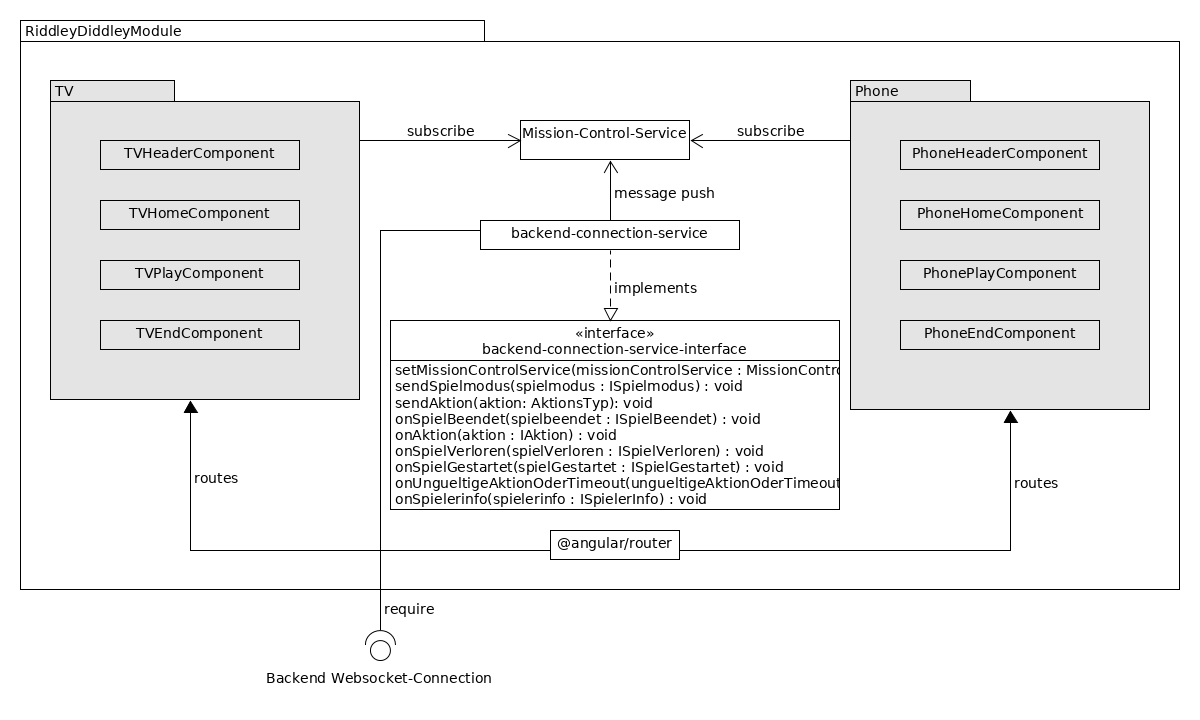 RiddleyDiddleyModule
TV
TVHeaderComponent
TVHomeComponent
TVPlayComponent
TVEndComponent
subscribe
Mission-Control-Service
subscribe
message push
backend-connection-service
implements
«interface»
backend-connection-service-interface
setMissionControlService(missionControlService : MissionContro
sendSpielmodus(spielmodus : ISpielmodus) : void
sendAktion(aktion: AktionsTyp): void
onSpielBeendet(spielbeendet : ISpielBeendet) : void
onAktion(aktion : IAktion) : void
onSpielVerloren(spielVerloren : ISpielVerloren) : void
onSpielGestartet(spielGestartet : ISpielGestartet) : void
onUngueltigeAktionOderTimeout(ungueltigeAktionOderTimeout
onSpielerinfo(spielerinfo : ISpielerInfo) : void
Phone
PhoneHeaderComponent
PhoneHomeComponent
PhonePlayComponent
PhoneEndComponent
routes
@angular/router
routes
require
Backend Websocket-Connection